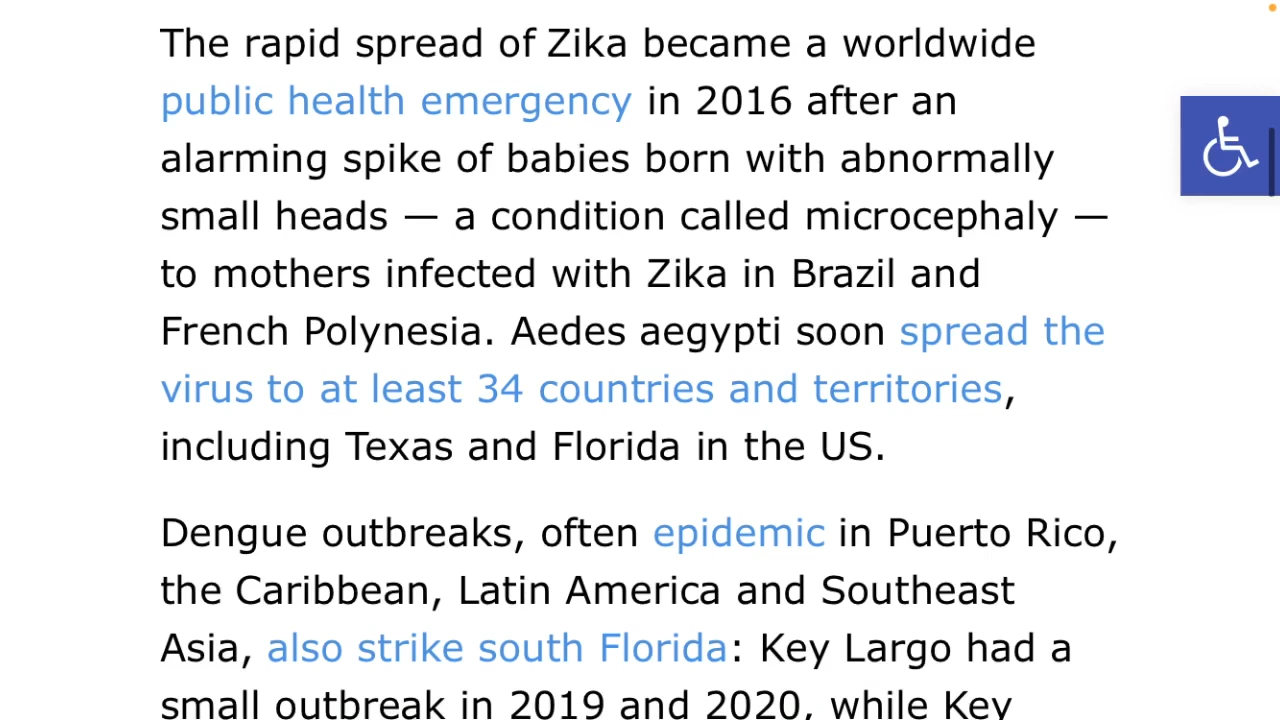 The rapid spread of Zika became a worldwide
public health emergency in 2016 after an
alarming spike of babies born with abnormally
small heads — a condition called microcephaly —
to mothers infected with Zika in Brazil and
French Polynesia. Aedes aegypti soon spread the
virus to at least 34 countries and territories,
including Texas and Florida in the US.
Dengue outbreaks, often epidemic in Puerto Rico,
the Caribbean, Latin America and Southeast
Asia, also strike south Florida: Key Largo had a
small outbreak in 2019 and 2020, while Key